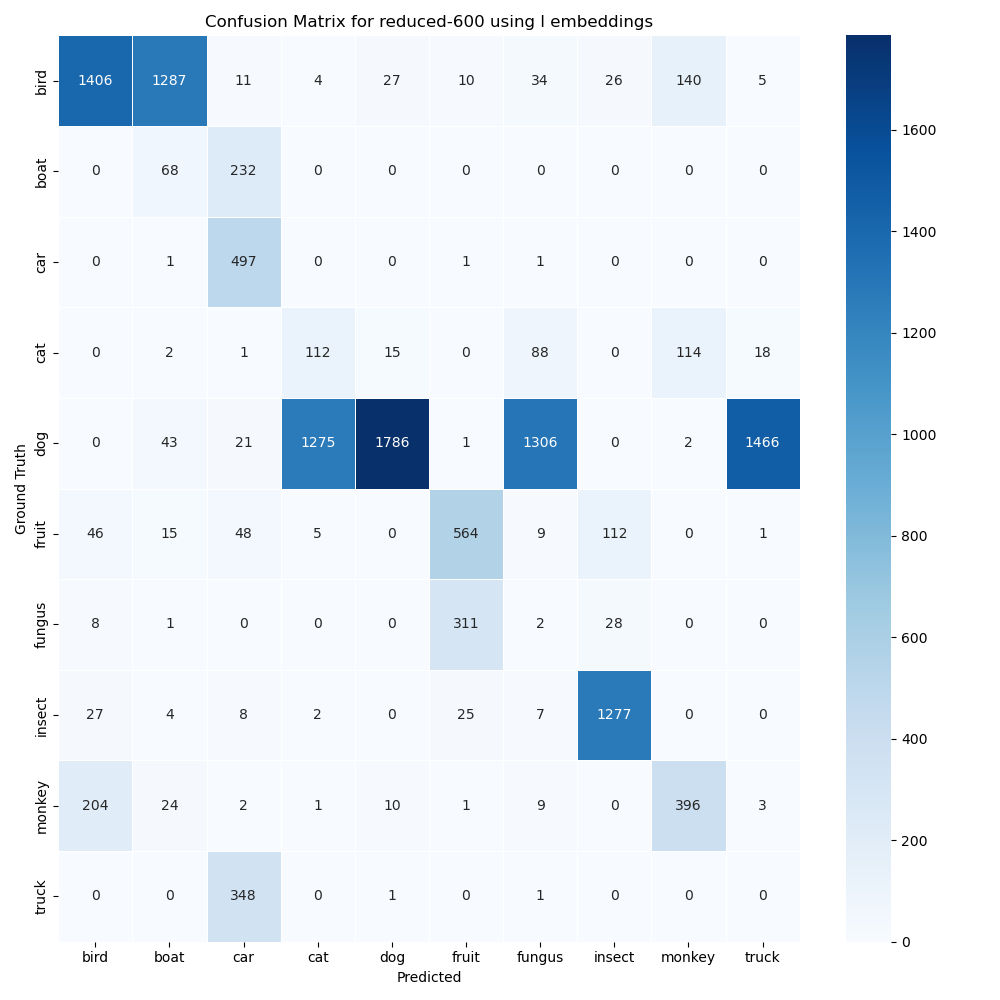 Confusion Matrix for reduced-600 using l embeddings
bird 1406 1287 11 4 27 10 34 26 140 5
boat 0 68 232 0 0 0 0 0 0 0
car 0 1 497 0 0 1 1 0 0 0
cat 0 2 1 112 15 0 88 0 114 18
dog 0 43 21 1275 1786 1 1306 0 2 1466
Ground Truth
fruit 46 15 48 5 0 564 9 112 0 1
fungus 8 1 0 0 0 311 2 28 0 0
insect 27 4 8 2 0 25 7 1277 0 0
monkey 204 24 2 1 10 1 9 0 396 3
truck 0 0 348 0 1 0 1 0 0 0
bird boat car cat dog fruit fungus insect monkey truck
Predicted
1600
1400
1200
1000
800
600
400
200
0